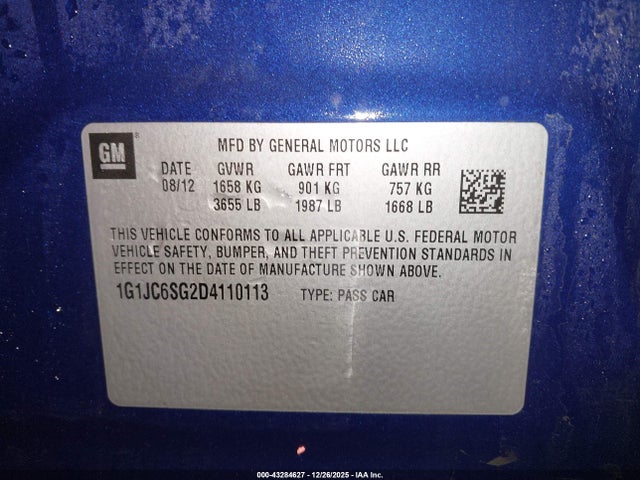 GM ®
MFD BY GENERAL MOTORS LLC
DATE GVWR GAWR FRT GAWR RR
08/12 1658 KG 901 KG 757 KG
3655 LB 1987 LB 1668 LB
THIS VEHICLE CONFORMS TO ALL APPLICABLE U.S. FEDERAL MOTOR
VEHICLE SAFETY, BUMPER, AND THEFT PREVENTION STANDARDS IN
EFFECT ON THE DATE OF MANUFACTURE SHOWN ABOVE.
1G1JC6SG2D4110113 TYPE: PASS CAR
000-43284627 - 12/26/2025 - IAA Inc.